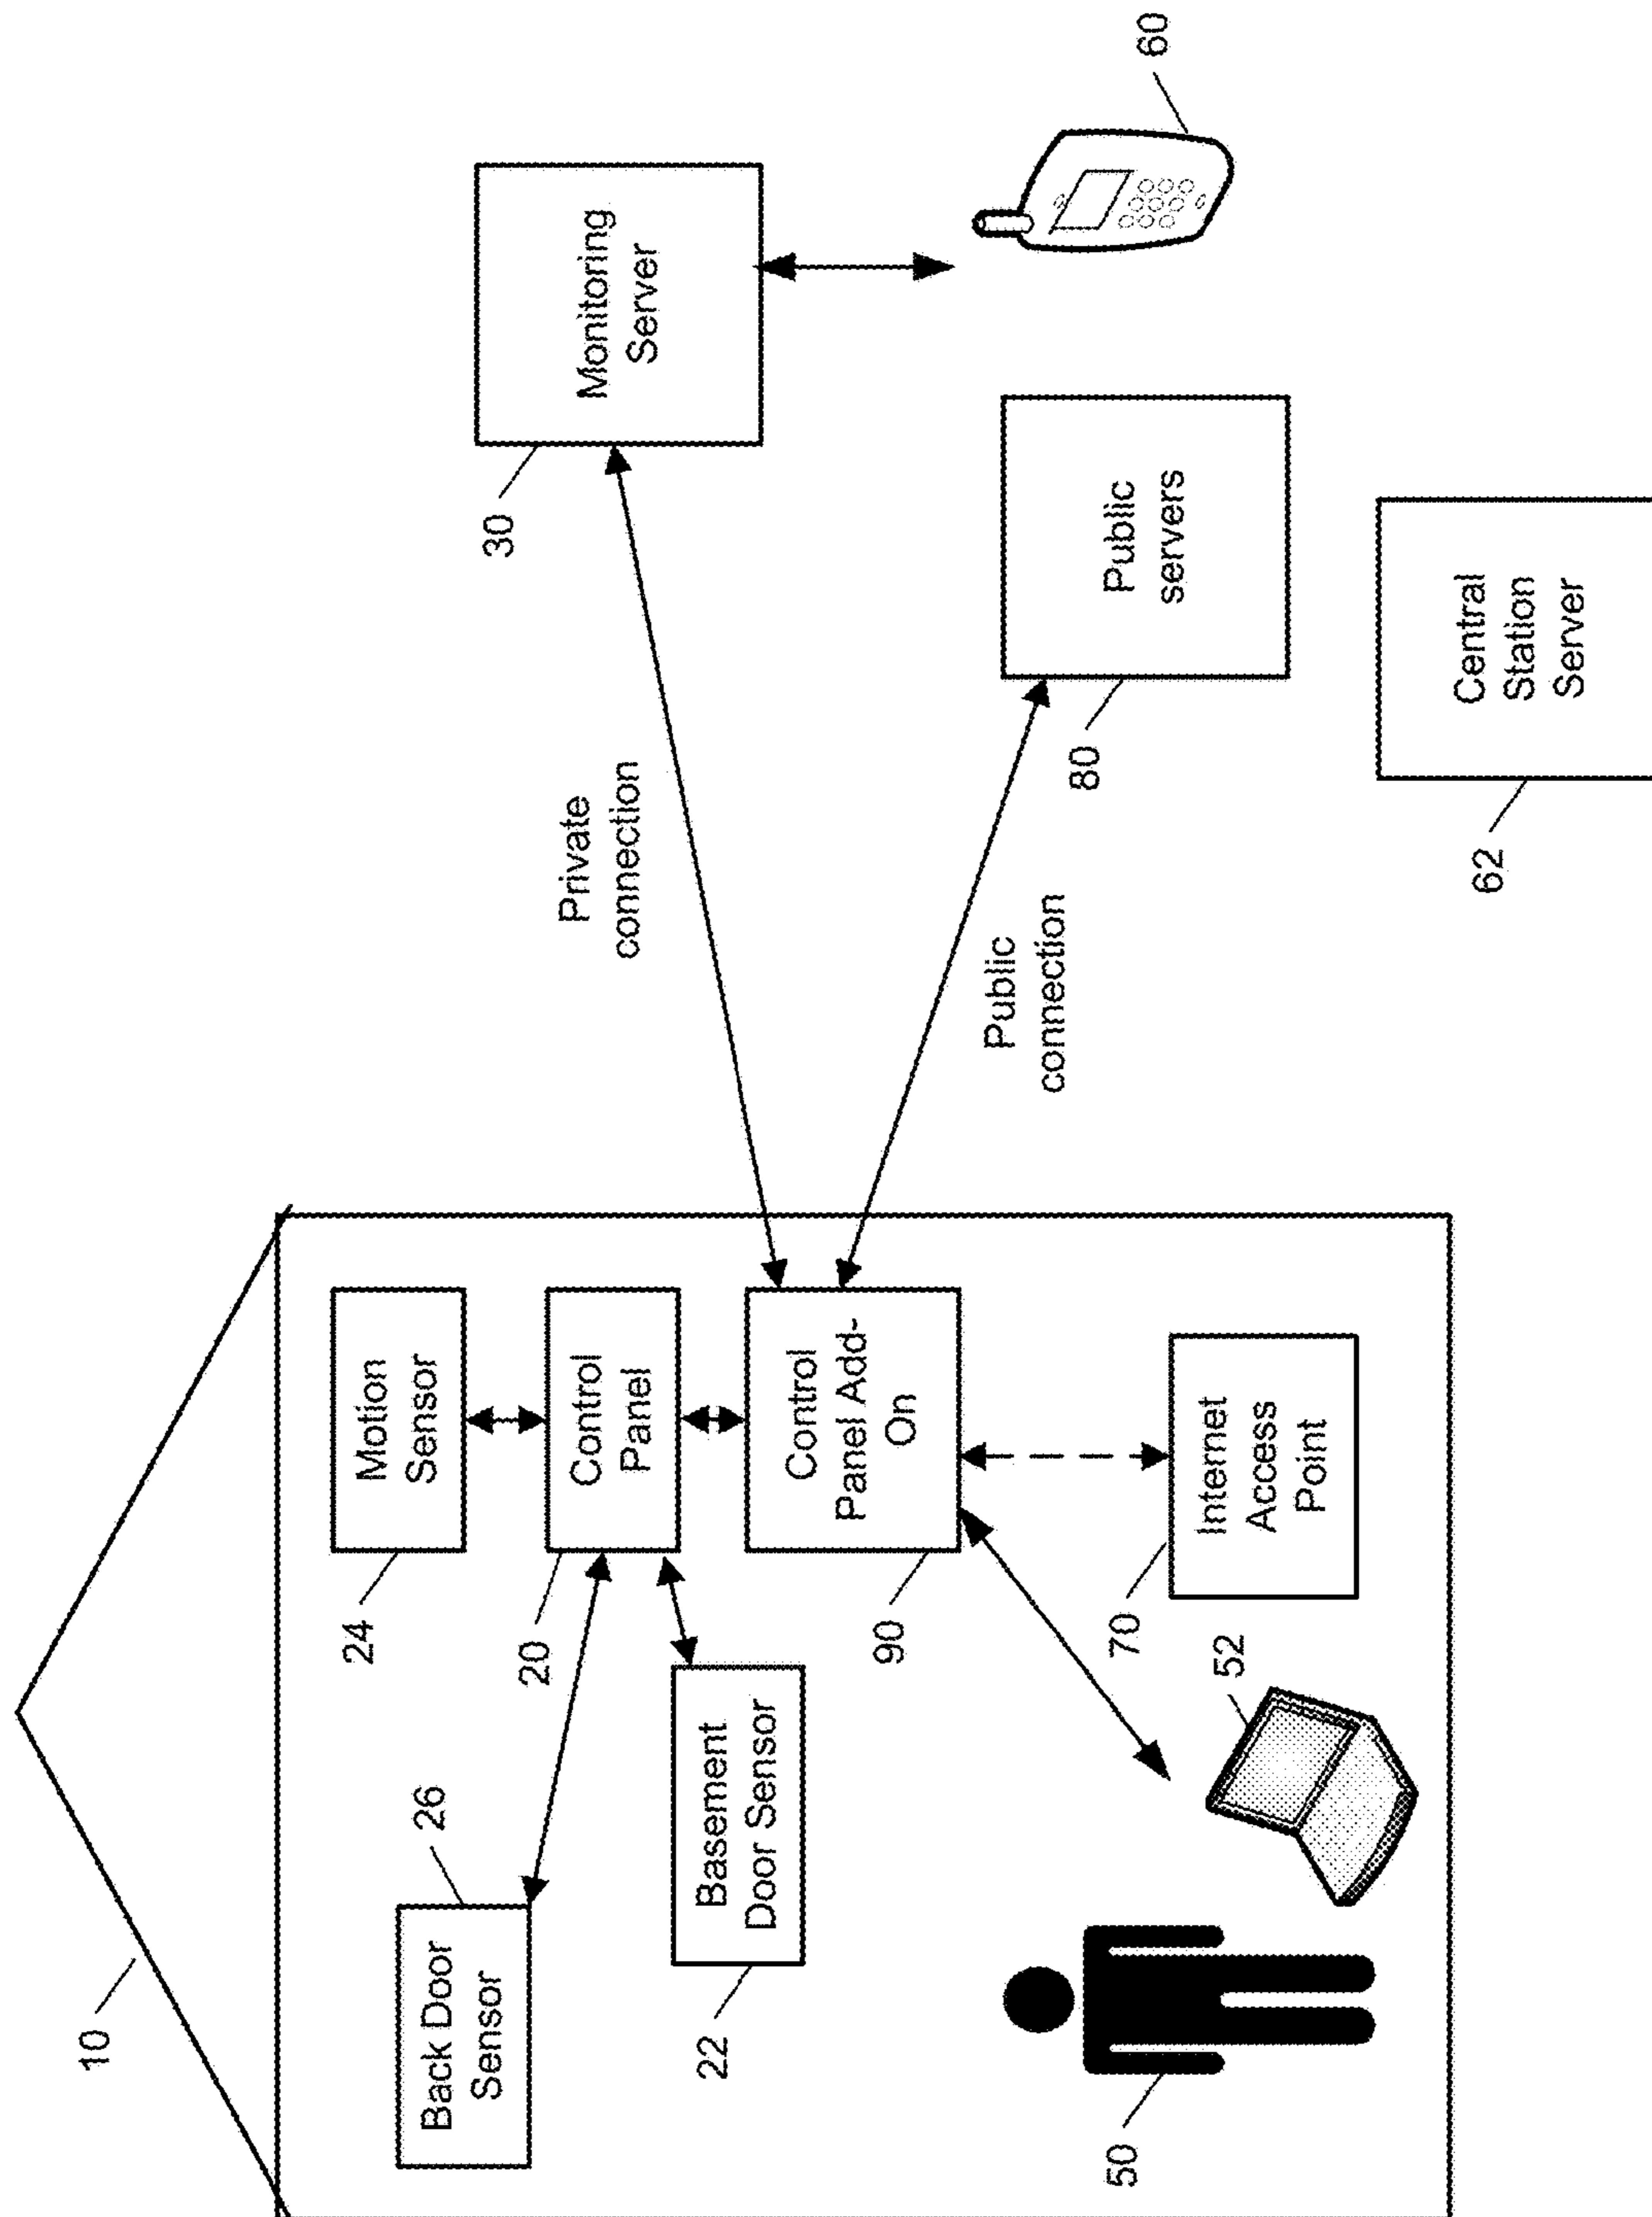 10
Back Door
Sensor
26
Basement
Door Sensor
22
Motion
Sensor
24
Control
Panel
20
Control
Panel Add-
On
90
Internet
Access
Point
70
52
50
Private
connection
Public
connection
Monitoring
Server
30
60
Public
servers
80
Central
Station
Server
62